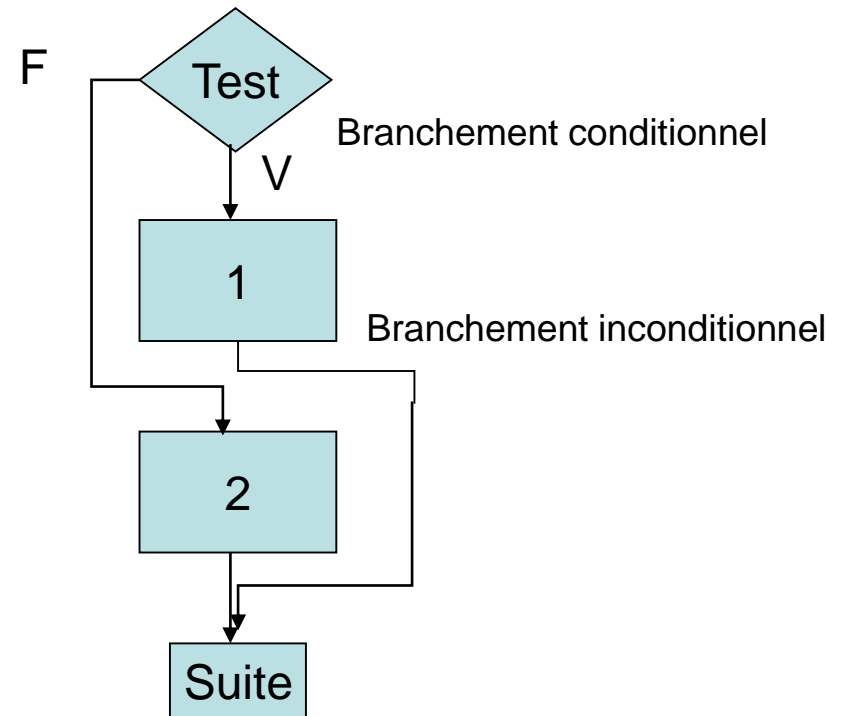 F
Test
Branchement conditionnel
V
1
Branchement inconditionnel
2
Suite